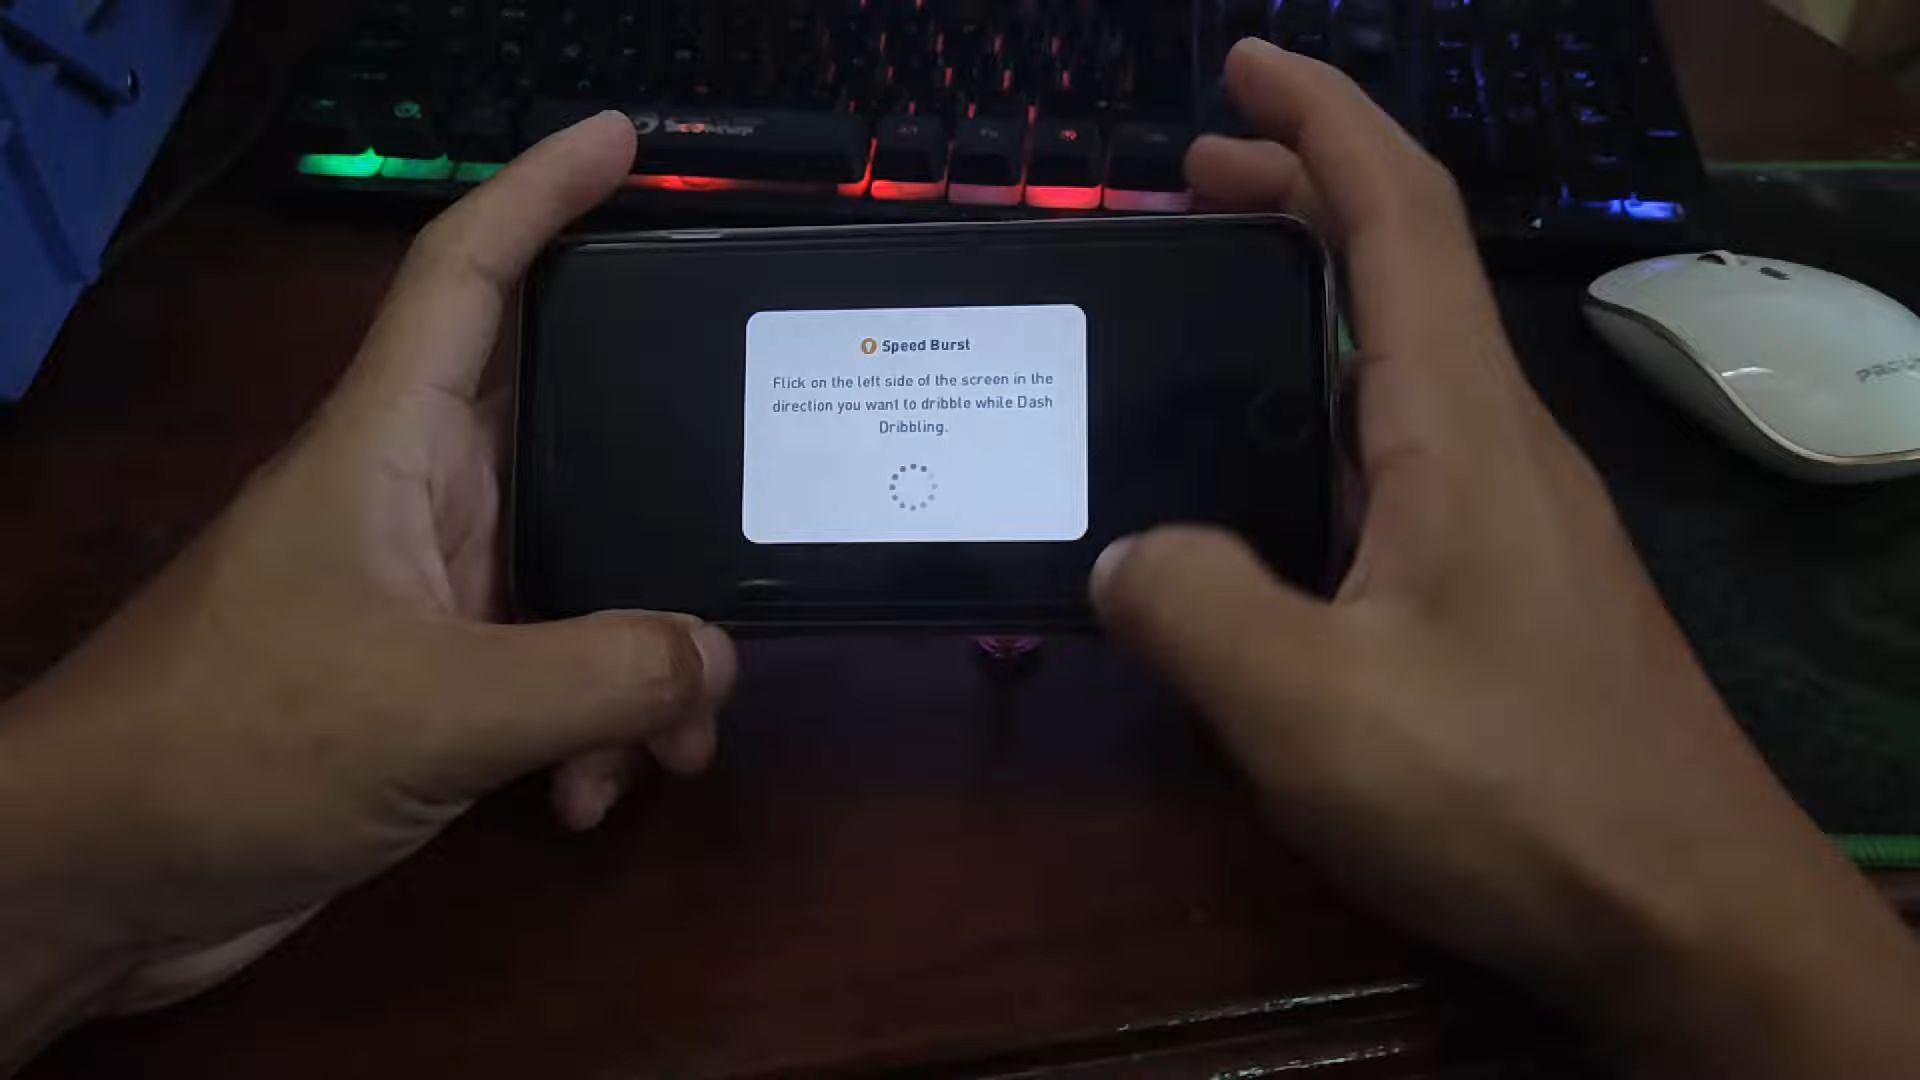 Speed Burst
Flick on the left side of the screen in the
direction you want to dribble while Dash
Dribbling.